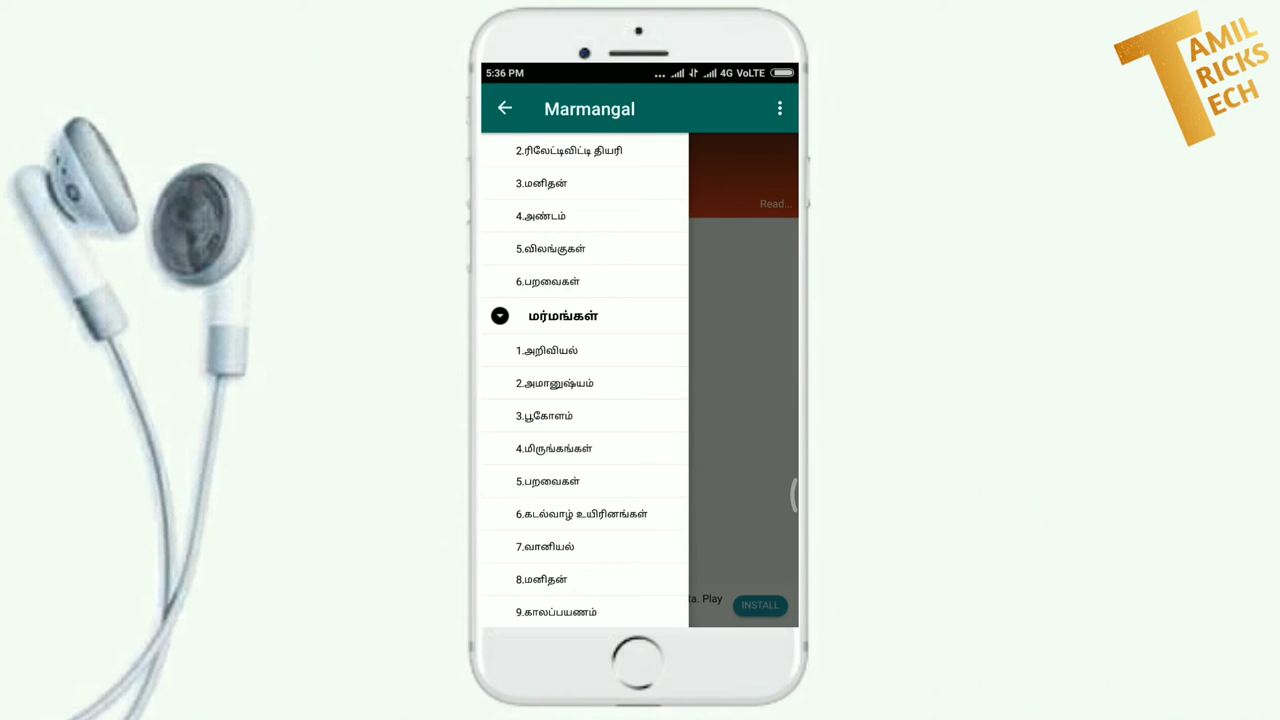 TAMIL
TRICKS
TECH
5:36 PM
... 4G VoLTE
Marmangal
2.ரிலேட்டிவிட்டி தியரி
Read...
3.மனிதன்
4.அண்டம்
5.விலங்குகள்
6.பறவைகள்
மர்மங்கள்
1.அறிவியல்
2.அமானுஷ்யம்
3.பூகோளம்
4.மிருங்கங்கள்
5.பறவைகள்
6.கடல்வாழ் உயிரினங்கள்
7.வானியல்
8.மனிதன்
ta. Play
INSTALL
9.காலப்பயணம்